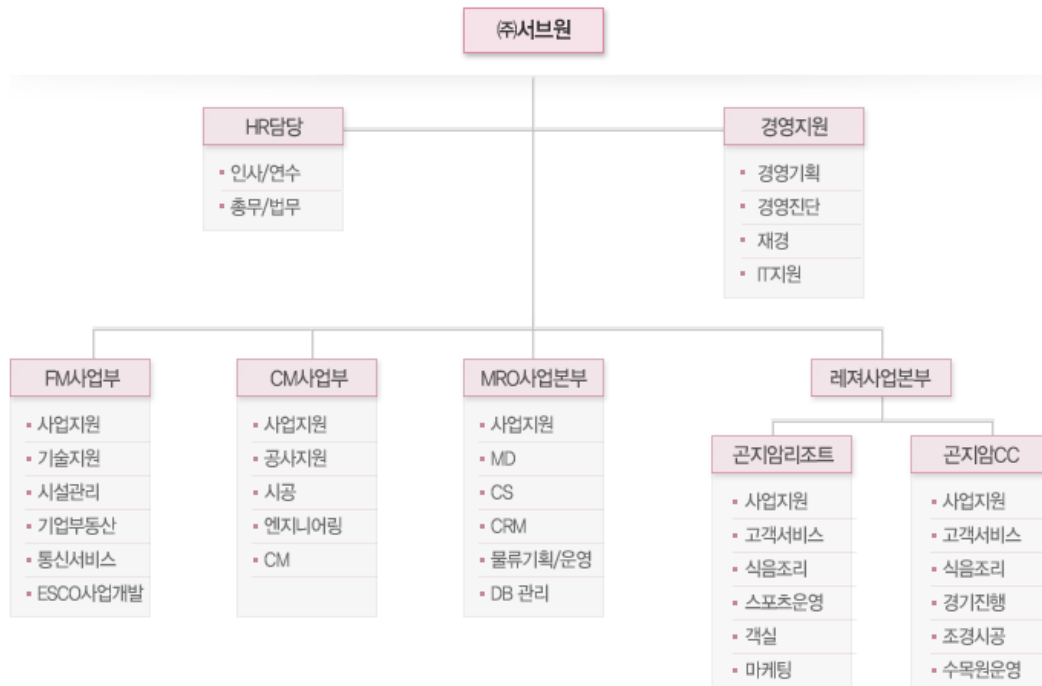 ㈜서브원
HR담당
인사/연수
총무/법무
경영지원
경영기획
경영진단
재경
IT지원
FM사업부
사업지원
기술지원
시설관리
기업부동산
통신서비스
ESCO사업개발
CM사업부
사업지원
공사지원
시공
엔지니어링
CM
MRO사업본부
사업지원
MD
CS
CRM
물류기획/운영
DB 관리
레져사업본부
곤지암리조트
사업지원
고객서비스
식음조리
스포츠운영
객실
마케팅
곤지암CC
사업지원
고객서비스
식음조리
경기진행
조경시공
수목원운영